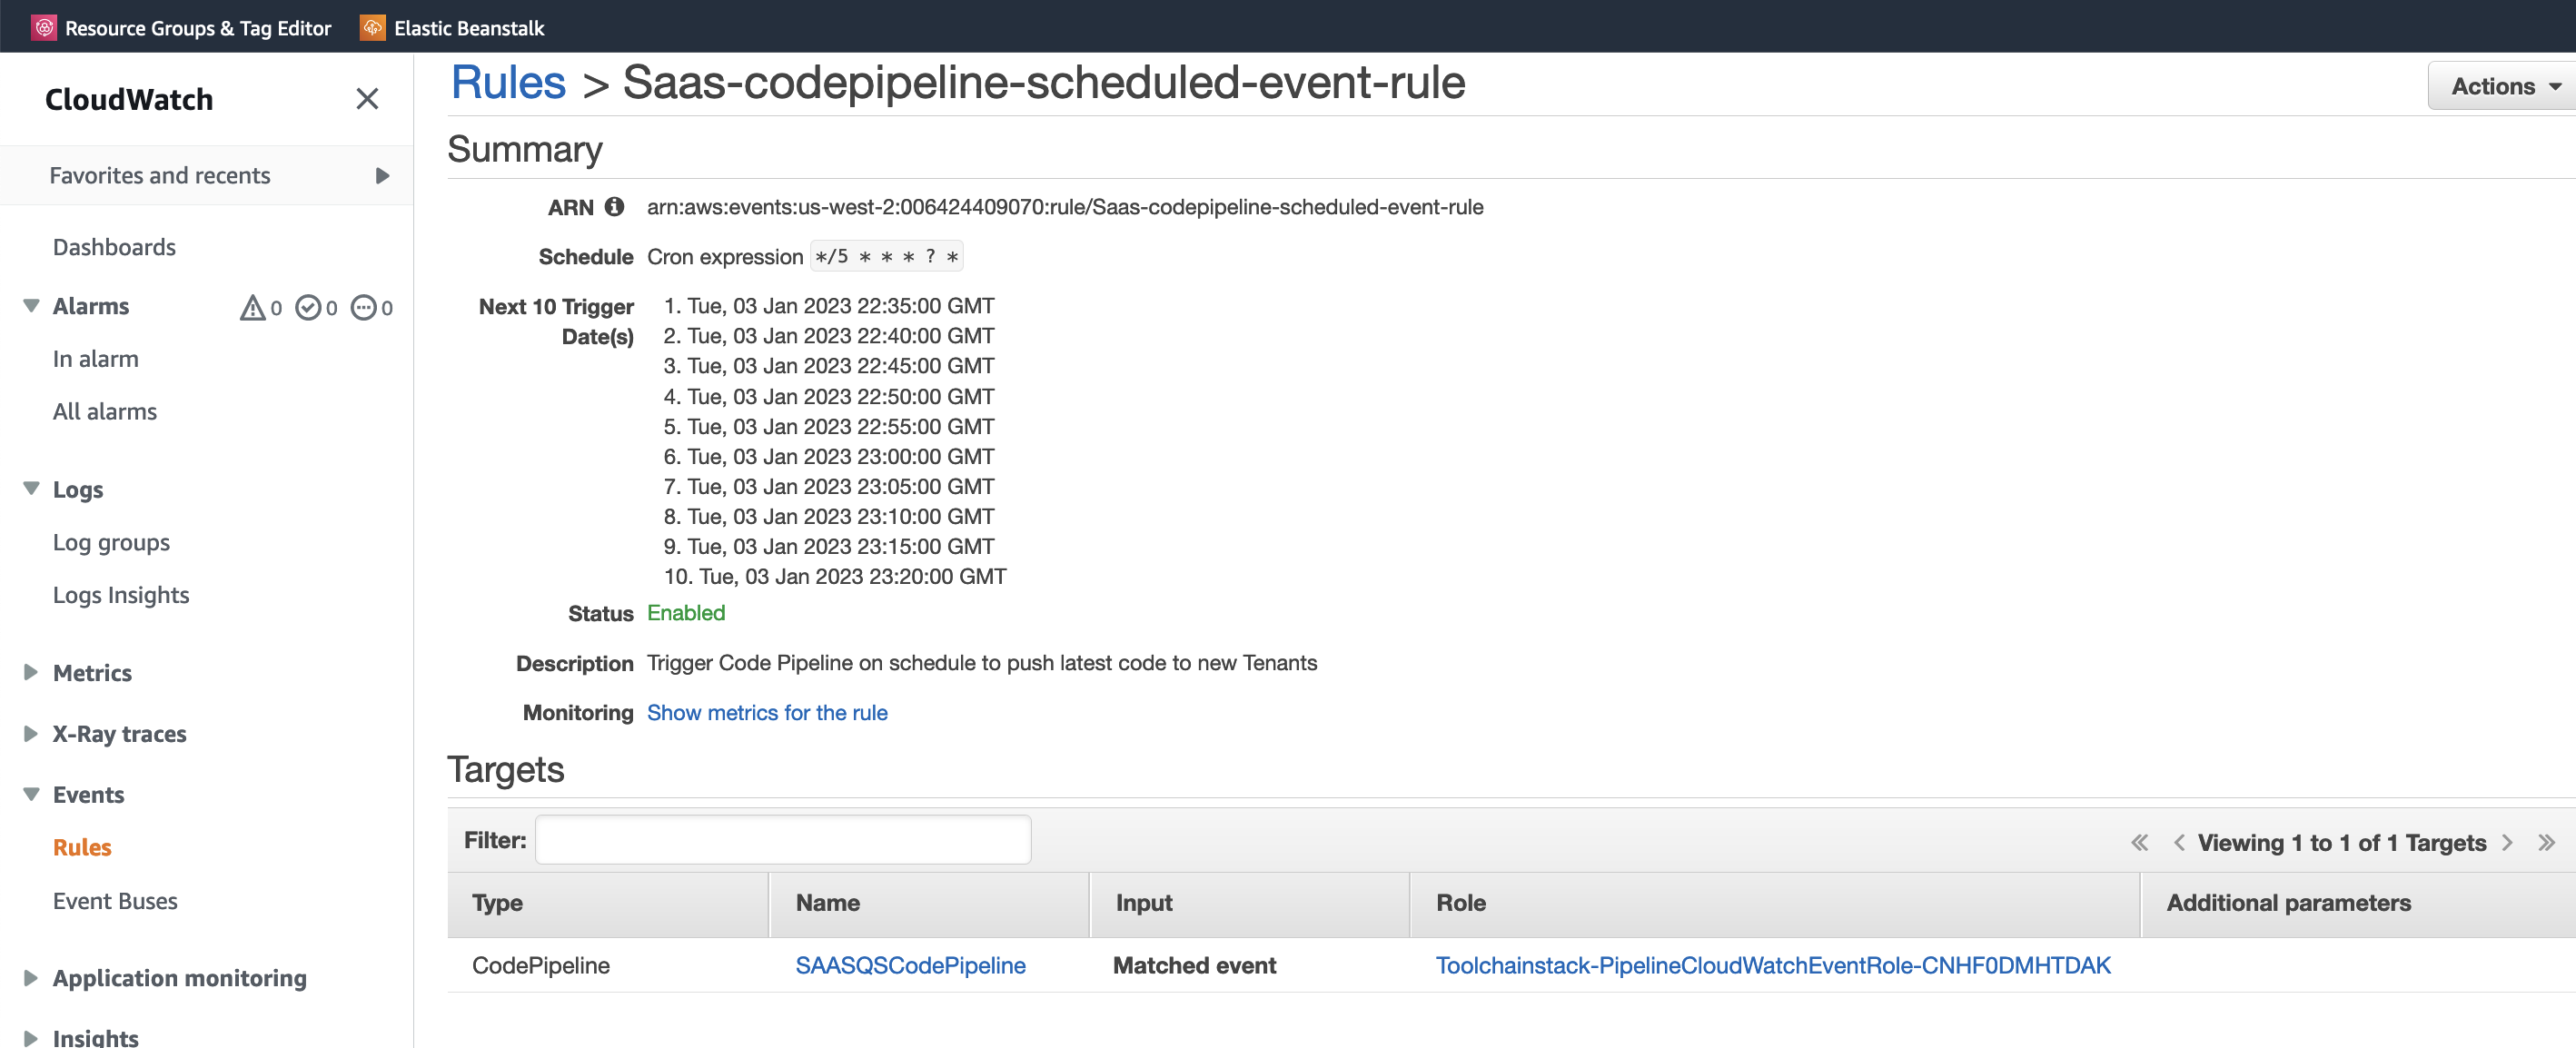 Resource Groups & Tag Editor Elastic Beanstalk
CloudWatch
Favorites and recents
Dashboards
Alarms 0 0 0
In alarm
All alarms
Logs
Log groups
Logs Insights
Metrics
X-Ray traces
Events
Rules
Event Buses
Application monitoring
Insights
Rules > Saas-codepipeline-scheduled-event-rule
Actions
Summary
ARN arn:aws:events:us-west-2:006424409070:rule/Saas-codepipeline-scheduled-event-rule
Schedule Cron expression */5 * * * ? *
Next 10 Trigger Date(s)
1. Tue, 03 Jan 2023 22:35:00 GMT
2. Tue, 03 Jan 2023 22:40:00 GMT
3. Tue, 03 Jan 2023 22:45:00 GMT
4. Tue, 03 Jan 2023 22:50:00 GMT
5. Tue, 03 Jan 2023 22:55:00 GMT
6. Tue, 03 Jan 2023 23:00:00 GMT
7. Tue, 03 Jan 2023 23:05:00 GMT
8. Tue, 03 Jan 2023 23:10:00 GMT
9. Tue, 03 Jan 2023 23:15:00 GMT
10. Tue, 03 Jan 2023 23:20:00 GMT
Status Enabled
Description Trigger Code Pipeline on schedule to push latest code to new Tenants
Monitoring Show metrics for the rule
Targets
Filter: « < Viewing 1 to 1 of 1 Targets > »
Type Name Input Role Additional parameters
CodePipeline SAASQSCodePipeline Matched event Toolchainstack-PipelineCloudWatchEventRole-CNHF0DMHTDAK